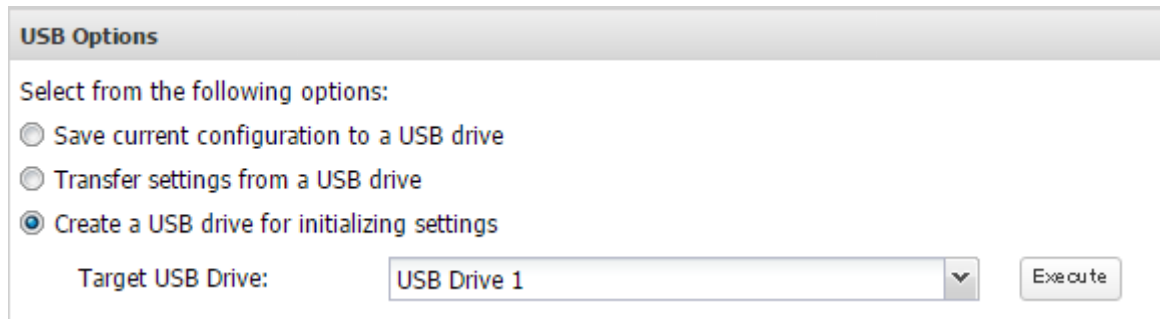 USB Options
Select from the following options:
Save current configuration to a USB drive
Transfer settings from a USB drive
Create a USB drive for initializing settings
Target USB Drive: USB Drive 1 Execute